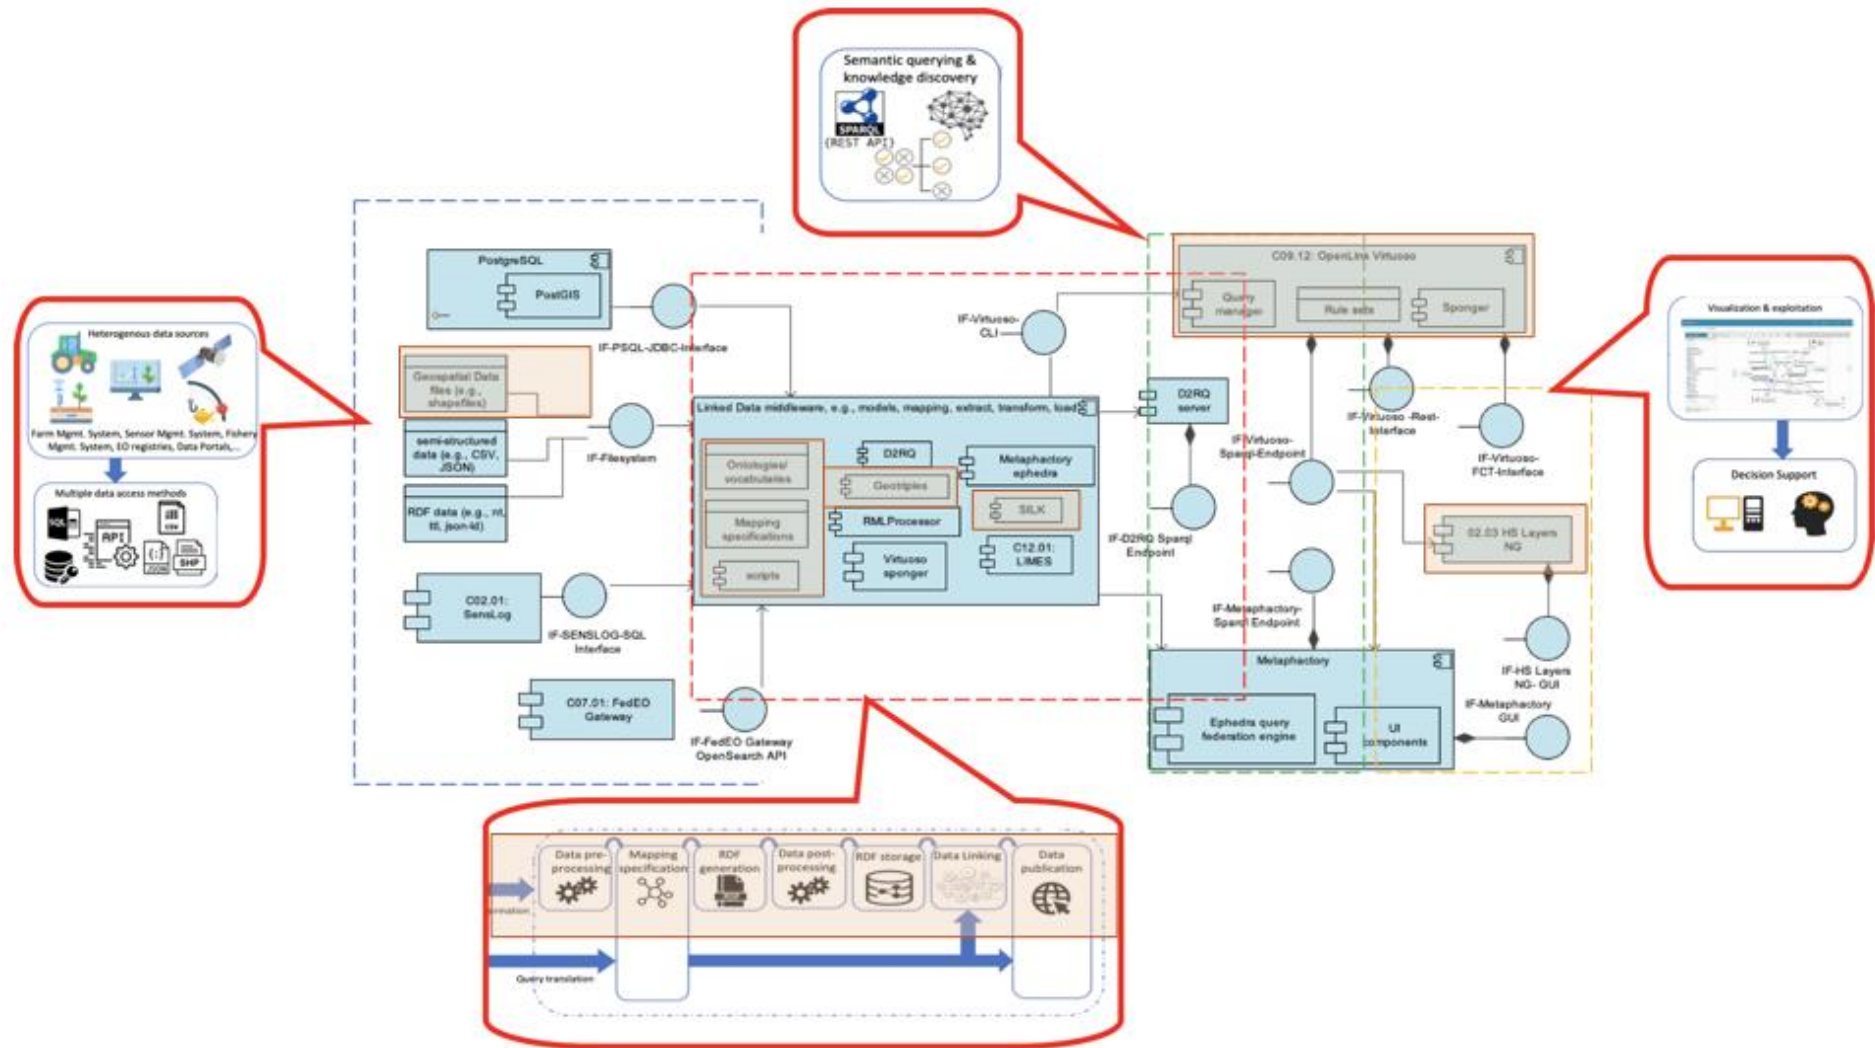 Semantic querying &
knowledge discovery
SPARQL
{REST API}
Heterogenous data sources
Farm Mgmt. System, Sensor Mgmt. System, Fishery
Mgmt. System, EO registries, Data Portals,...
Multiple data access methods
SQL
API
CSV
{;}
JSON
SHP
PostgreSQL
PostGIS
IF-PSQL-JDBC-Interface
Geospatial Data
files (e.g.,
shapefiles)
semi-structured
data (e.g., CSV,
JSON)
IF-Filesystem
RDF data (e.g., nt,
ttl, json-ld)
C02.01:
SensLog
IF-SENSLOG-SQL
Interface
C07.01: FedEO
Gateway
IF-FedEO Gateway
OpenSearch API
Linked Data middleware, e.g., models, mapping, extract, transform, load
Ontologies/
vocabularies
Mapping
specifications
scripts
D2RQ
Geotriples
RMLProcessor
Virtuoso
sponger
Metaphactory
ephedra
SILK
C12.01:
LIMES
IF-Virtuoso-
CLI
C09.12: OpenLink Virtuoso
Query
manager
Rule sets
Sponger
D2RQ
server
IF-D2RQ Sparql
Endpoint
IF-Virtuoso-
Sparql-Endpoint
IF-Virtuoso -Rest-
Interface
IF-Virtuoso-
FCT-Interface
02.03 HS Layers
NG
IF-HS Layers
NG- GUI
IF-Metaphactory-
Sparql Endpoint
Metaphactory
Ephedra query
federation engine
UI
components
IF-Metaphactory
GUI
Visualization & exploitation
Decision Support
Data pre-
processing
Mapping
specification
RDF
generation
Data post-
processing
RDF storage
Data Linking
Data
publication
Query translation